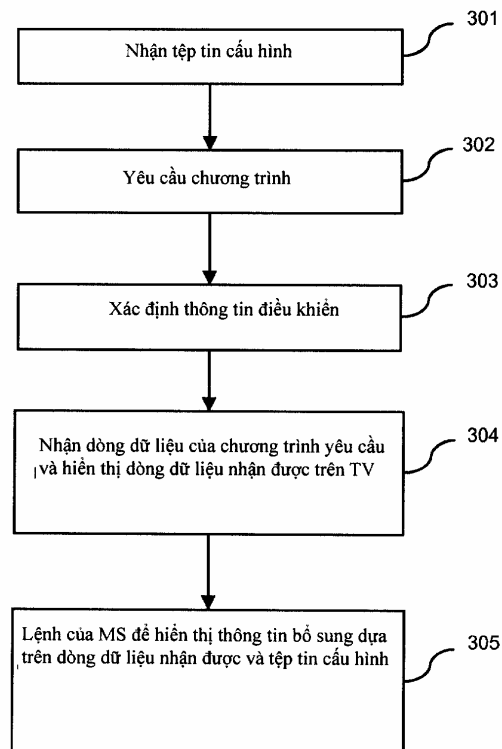 301
Nhận tệp tin cấu hình
302
Yêu cầu chương trình
303
Xác định thông tin điều khiển
304
Nhận dòng dữ liệu của chương trình yêu cầu
và hiển thị dòng dữ liệu nhận được trên TV
Lệnh của MS để hiển thị thông tin bổ sung dựa
trên dòng dữ liệu nhận được và tệp tin cấu hình
305